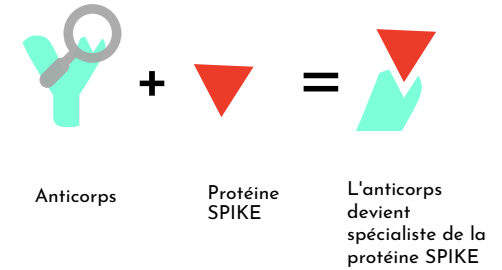 +
=
Anticorps
Protéine
SPIKE
L'anticorps
devient
spécialiste de la
protéine SPIKE